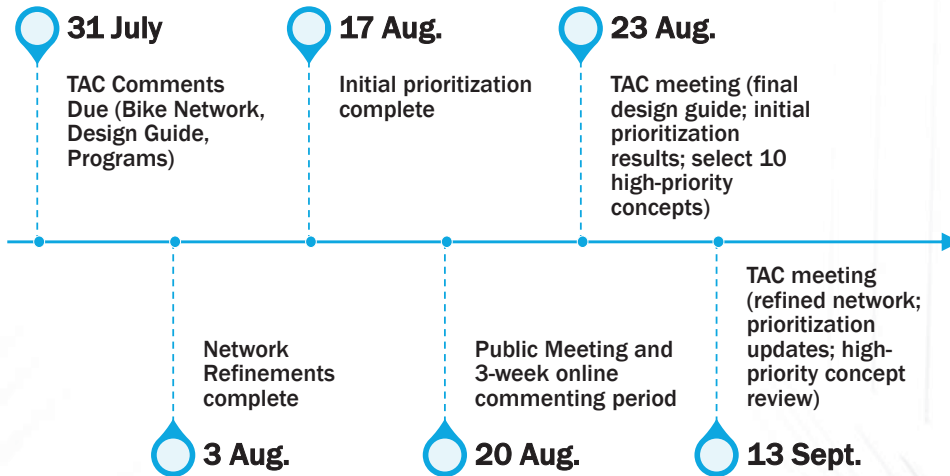 31 July
TAC Comments
Due (Bike Network,
Design Guide,
Programs)
3 Aug.
Network
Refinements
complete
17 Aug.
Initial prioritization
complete
20 Aug.
Public Meeting and
3-week online
commenting period
23 Aug.
TAC meeting (final
design guide; initial
prioritization
results; select 10
high-priority
concepts)
13 Sept.
TAC meeting
(refined network;
prioritization
updates; high-
priority concept
review)